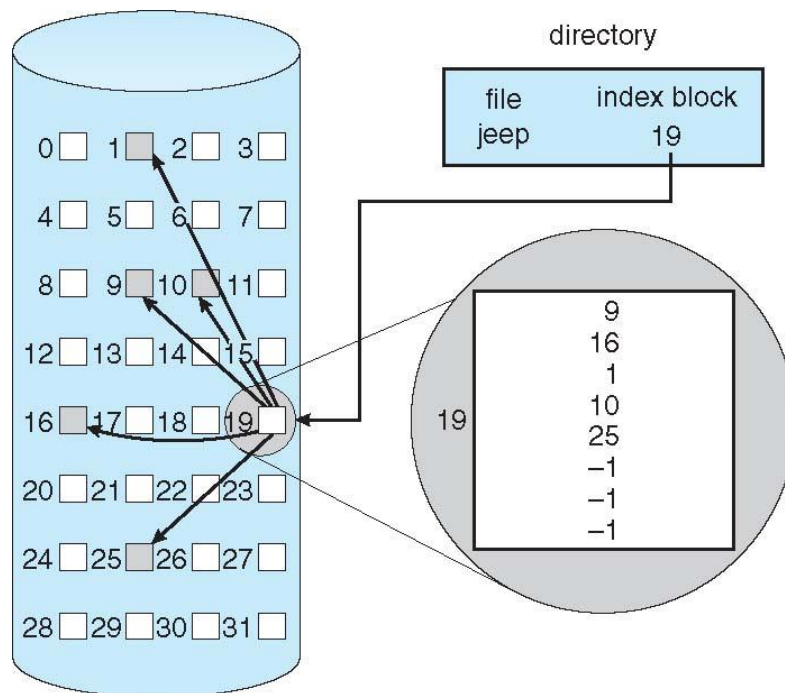 directory
file index block
jeep 19
0 1 2 3
4 5 6 7
8 9 10 11
12 13 14 15
16 17 18 19
20 21 22 23
24 25 26 27
28 29 30 31
19
9
16
1
10
25
–1
–1
–1